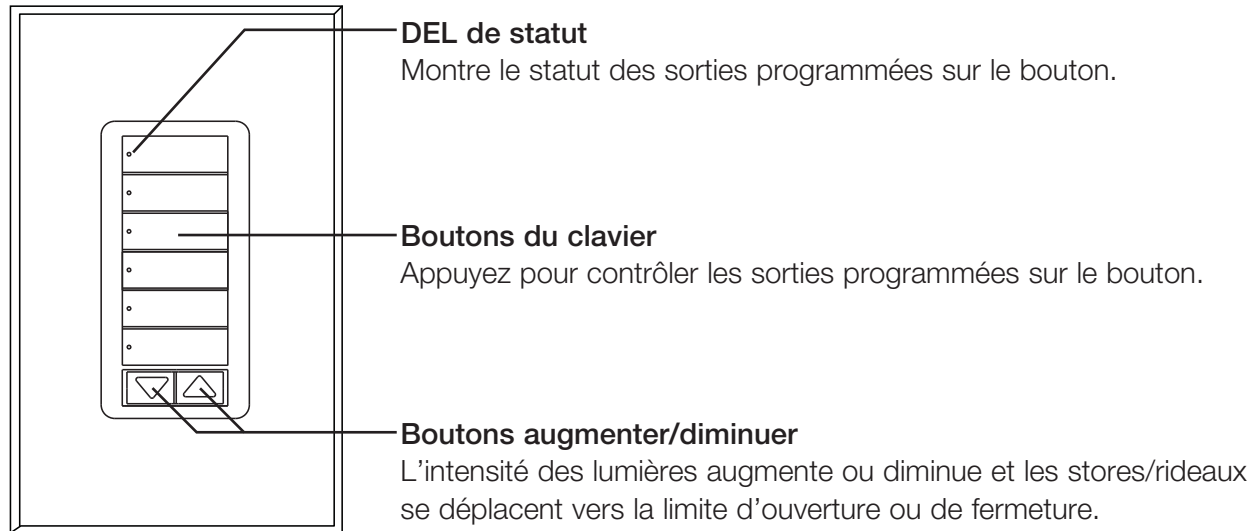 DEL de statut
Montre le statut des sorties programmées sur le bouton.
Boutons du clavier
Appuyez pour contrôler les sorties programmées sur le bouton.
Boutons augmenter/diminuer
L’intensité des lumières augmente ou diminue et les stores/rideaux
se déplacent vers la limite d’ouverture ou de fermeture.